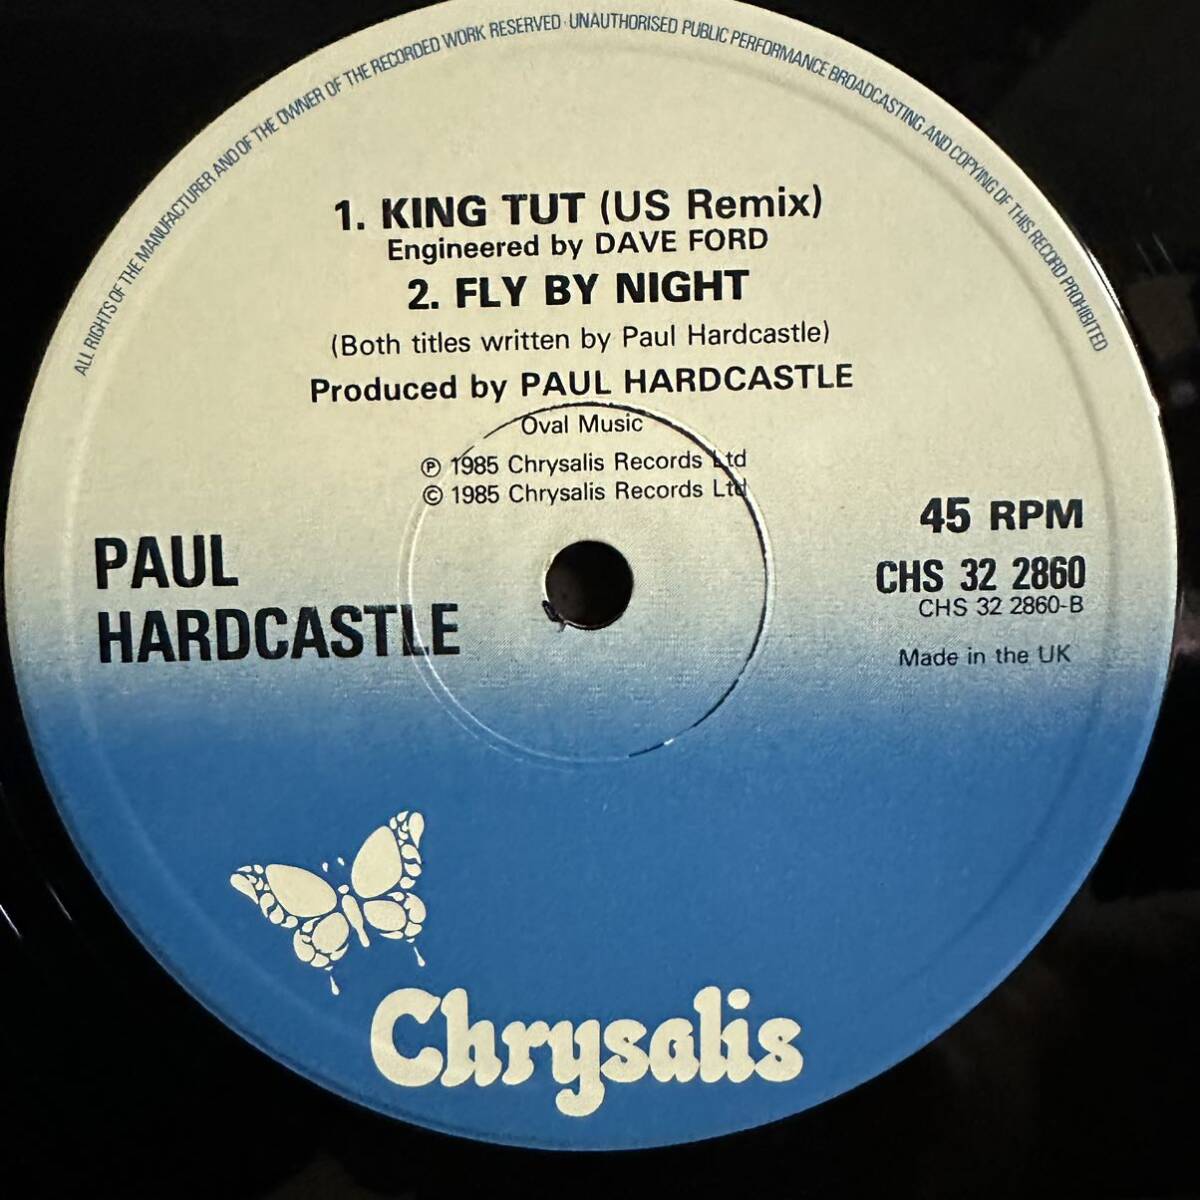 ALL RIGHTS OF THE MANUFACTURER AND OF THE OWNER OF THE RECORDED WORK RESERVED · UNAUTHORISED PUBLIC PERFORMANCE BROADCASTING AND COPYING OF THIS RECORD PROHIBITED
1. KING TUT (US Remix)
Engineered by DAVE FORD
2. FLY BY NIGHT
(Both titles written by Paul Hardcastle)
Produced by PAUL HARDCASTLE
Oval Music
℗ 1985 Chrysalis Records Ltd
© 1985 Chrysalis Records Ltd
PAUL
HARDCASTLE
45 RPM
CHS 32 2860
CHS 32 2860-B
Made in the UK
Chrysalis